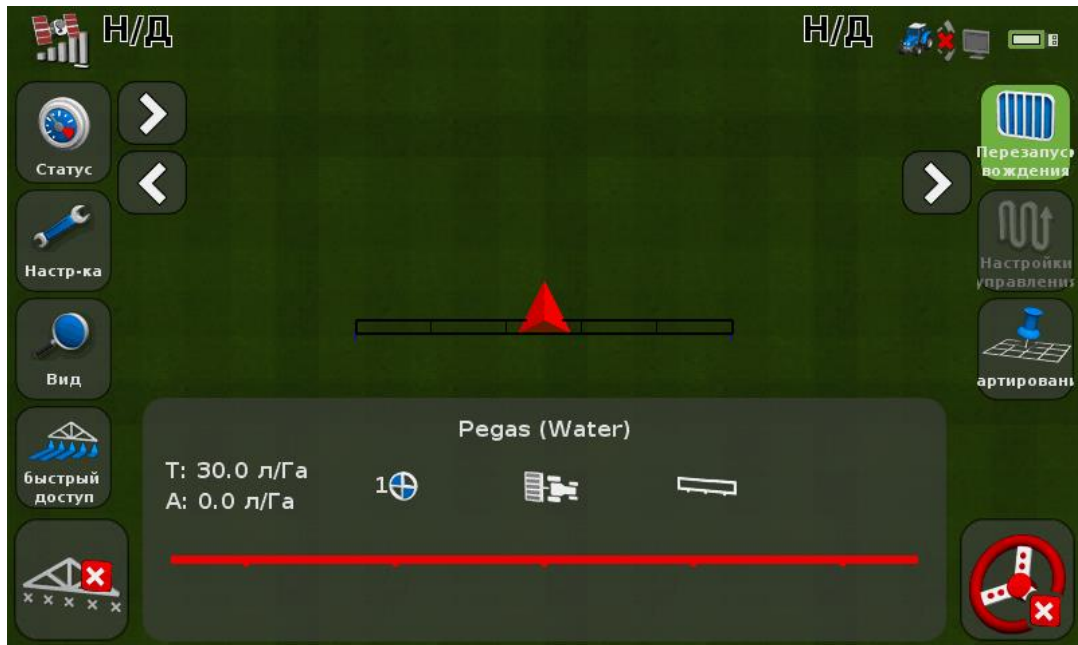 Н/Д
Н/Д
Статус
Настр-ка
Вид
быстрый
доступ
Перезапус
вождения
Настройки
управления
артировани
Pegas (Water)
T: 30.0 л/Га
A: 0.0 л/Га
1